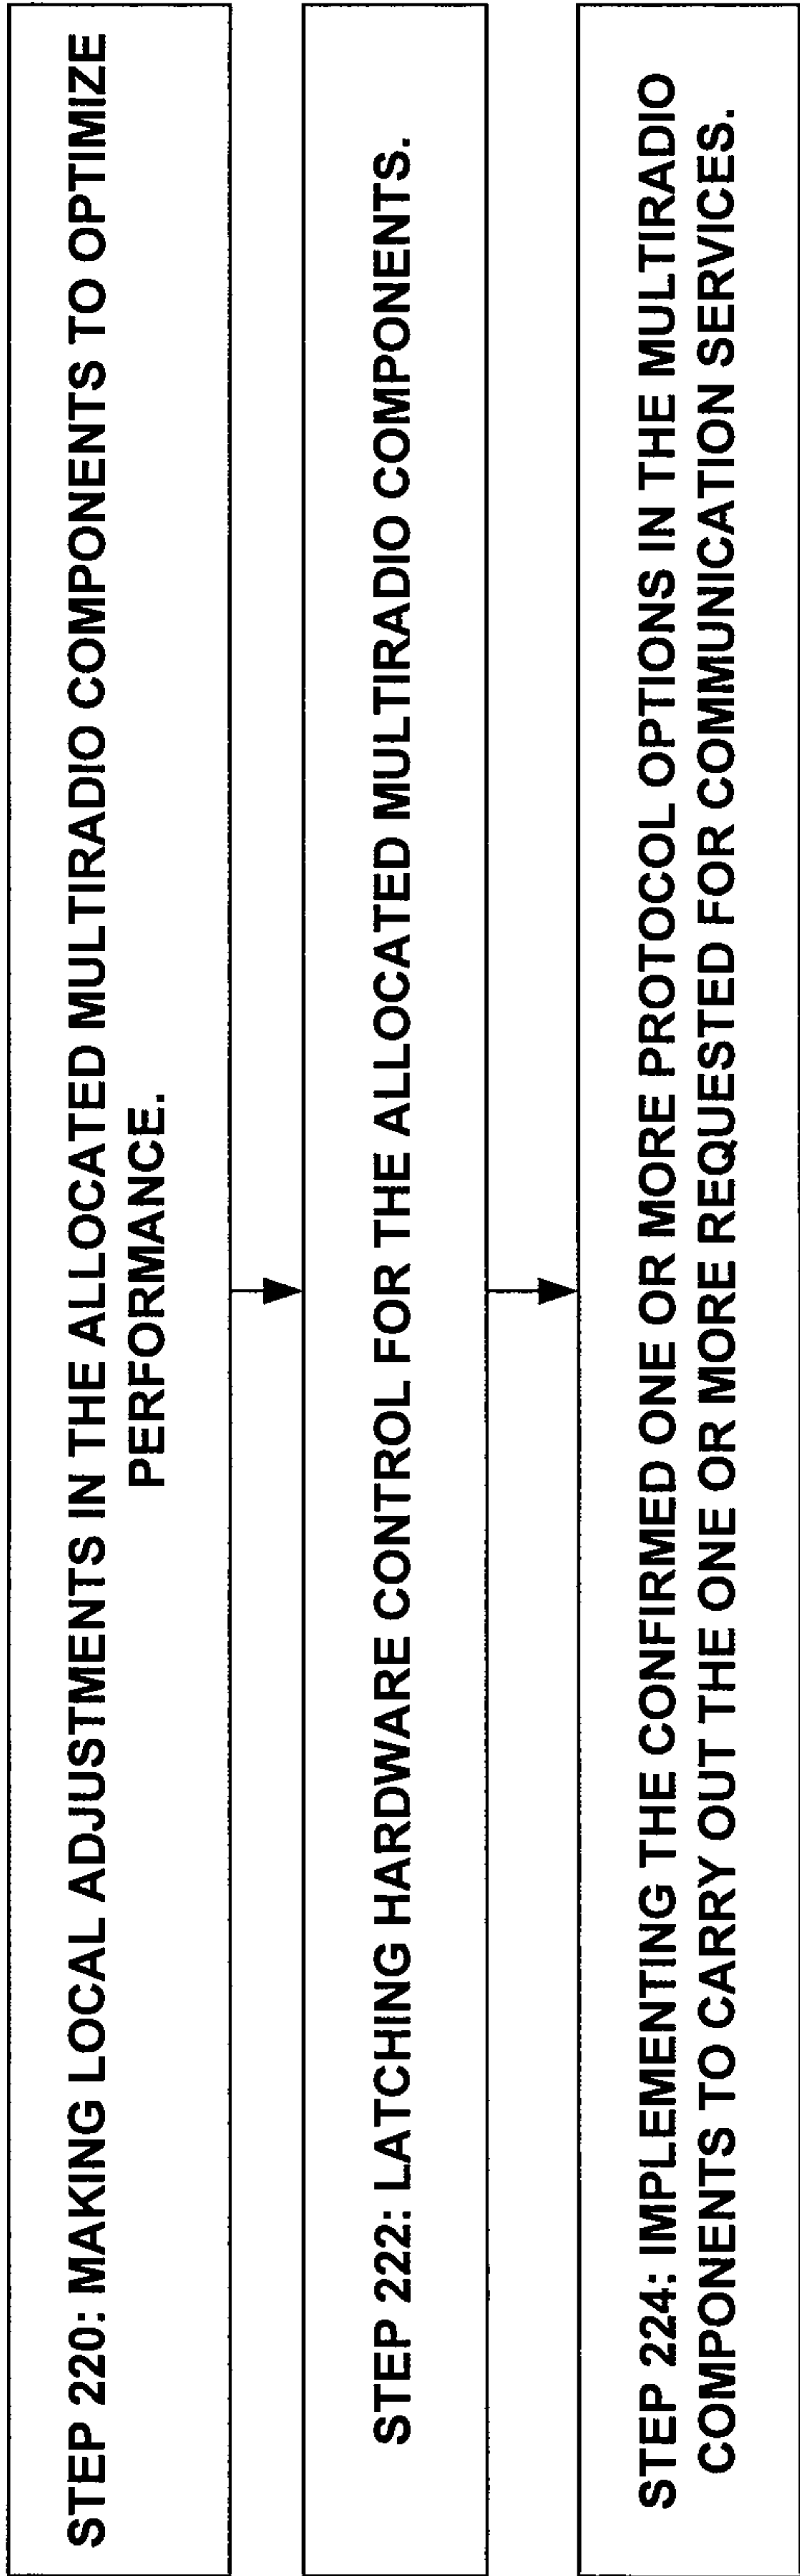 STEP 220: MAKING LOCAL ADJUSTMENTS IN THE ALLOCATED MULTIRADIO COMPONENTS TO OPTIMIZE
PERFORMANCE.
STEP 222: LATCHING HARDWARE CONTROL FOR THE ALLOCATED MULTIRADIO COMPONENTS.
STEP 224: IMPLEMENTING THE CONFIRMED ONE OR MORE PROTOCOL OPTIONS IN THE MULTIRADIO
COMPONENTS TO CARRY OUT THE ONE OR MORE REQUESTED FOR COMMUNICATION SERVICES.